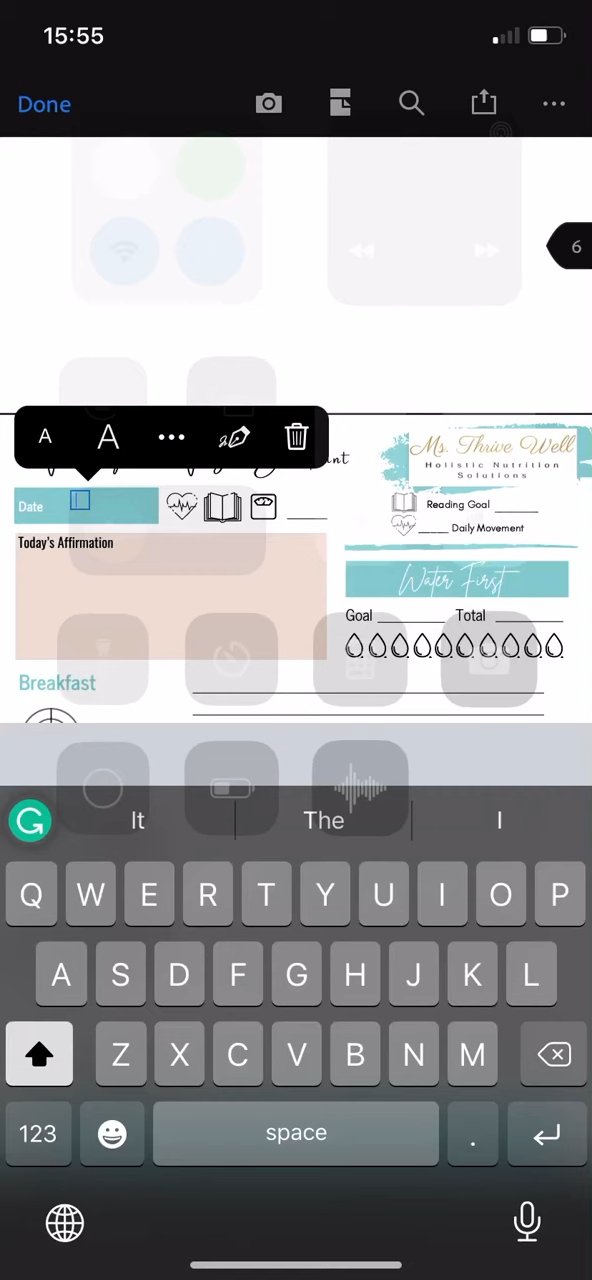 15:55
Done
6
A A
Ms. Thrive Well
Holistic Nutrition
Solutions
Date
Reading Goal
Daily Movement
Today's Affirmation
Water First
Goal Total
Breakfast
It The I
Q W E R T Y U I O P
A S D F G H J K L
Z X C V B N M
123 space .